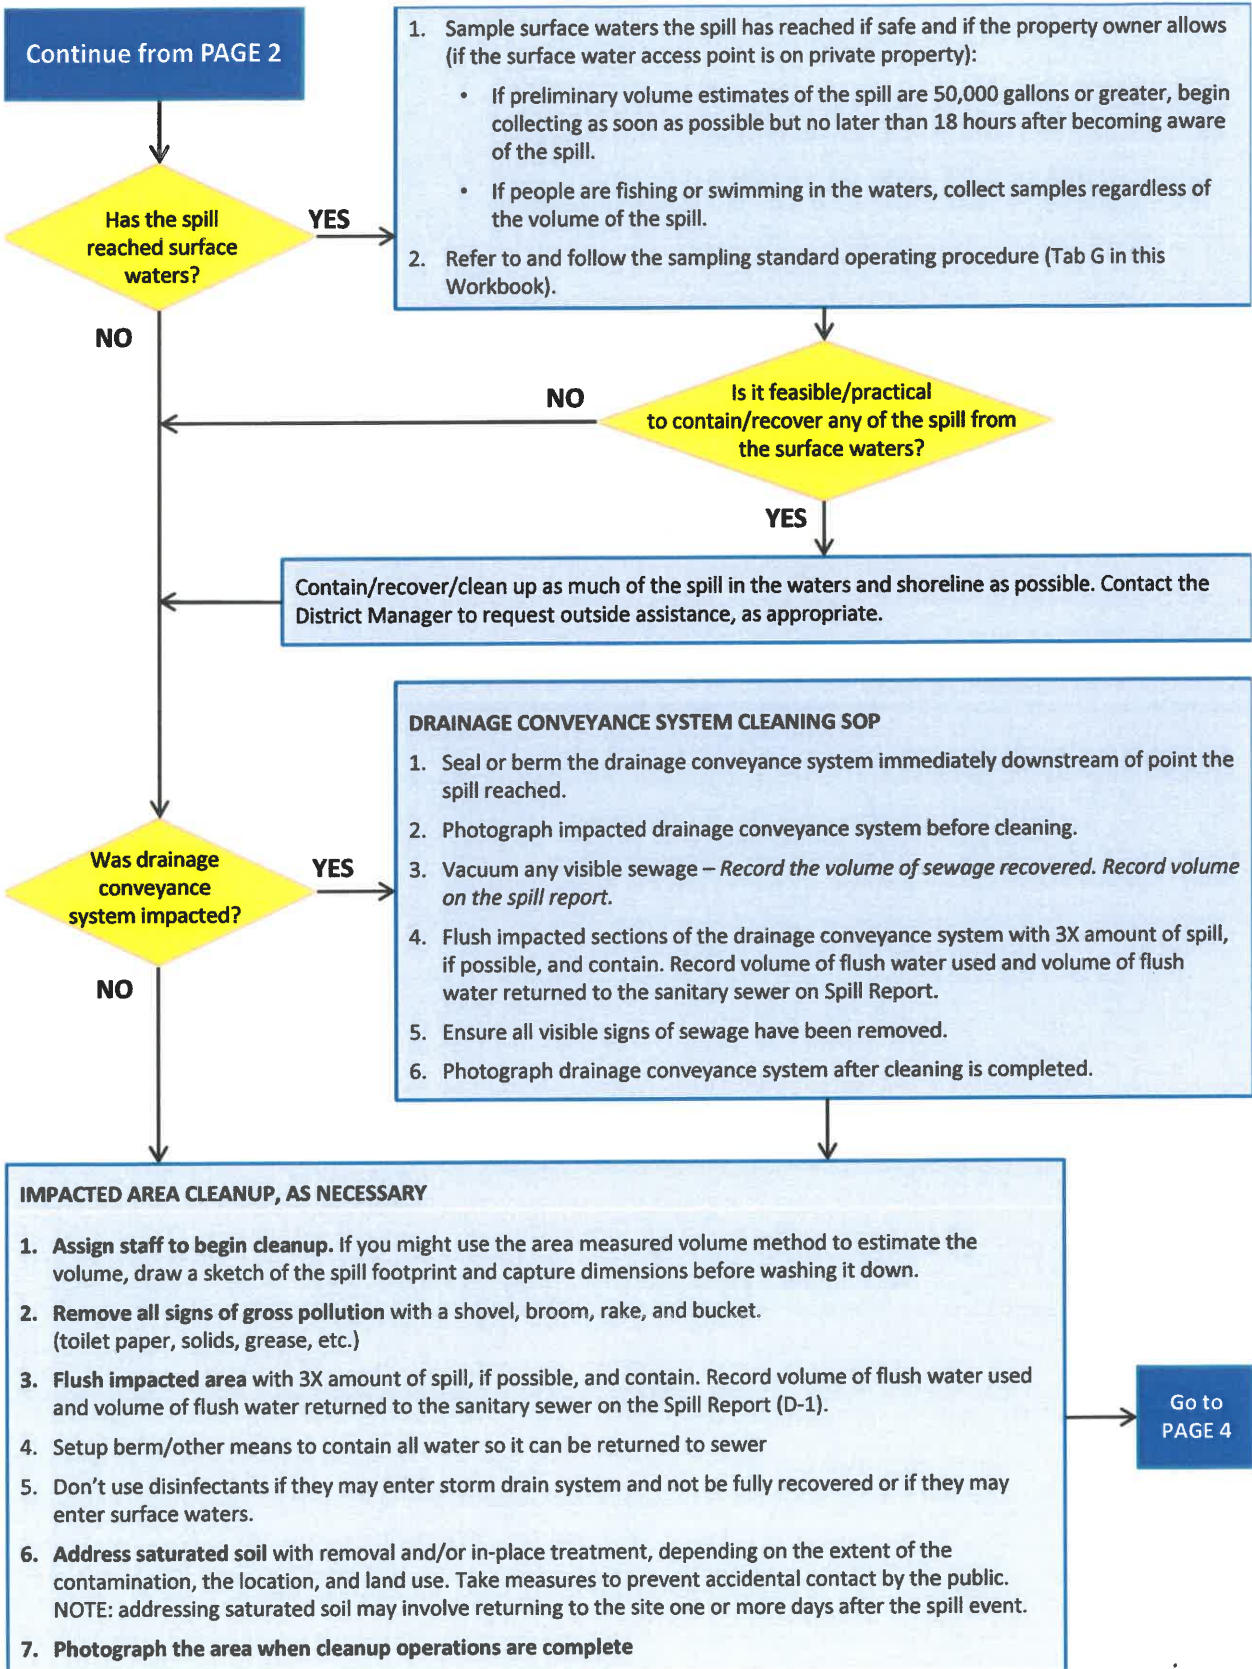 Continue from PAGE 2
1. Sample surface waters the spill has reached if safe and if the property owner allows
(if the surface water access point is on private property):
• If preliminary volume estimates of the spill are 50,000 gallons or greater, begin
collecting as soon as possible but no later than 18 hours after becoming aware
of the spill.
• If people are fishing or swimming in the waters, collect samples regardless of
the volume of the spill.
2. Refer to and follow the sampling standard operating procedure (Tab G in this
Workbook).
Has the spill
reached surface
waters?
YES
NO
Is it feasible/practical
to contain/recover any of the spill from
the surface waters?
NO
YES
Contain/recover/clean up as much of the spill in the waters and shoreline as possible. Contact the
District Manager to request outside assistance, as appropriate.
Was drainage
conveyance
system impacted?
YES
NO
DRAINAGE CONVEYANCE SYSTEM CLEANING SOP
1. Seal or berm the drainage conveyance system immediately downstream of point the
spill reached.
2. Photograph impacted drainage conveyance system before cleaning.
3. Vacuum any visible sewage – Record the volume of sewage recovered. Record volume
on the spill report.
4. Flush impacted sections of the drainage conveyance system with 3X amount of spill,
if possible, and contain. Record volume of flush water used and volume of flush
water returned to the sanitary sewer on Spill Report.
5. Ensure all visible signs of sewage have been removed.
6. Photograph drainage conveyance system after cleaning is completed.
IMPACTED AREA CLEANUP, AS NECESSARY
1. Assign staff to begin cleanup. If you might use the area measured volume method to estimate the
volume, draw a sketch of the spill footprint and capture dimensions before washing it down.
2. Remove all signs of gross pollution with a shovel, broom, rake, and bucket.
(toilet paper, solids, grease, etc.)
3. Flush impacted area with 3X amount of spill, if possible, and contain. Record volume of flush water used
and volume of flush water returned to the sanitary sewer on the Spill Report (D-1).
4. Setup berm/other means to contain all water so it can be returned to sewer
5. Don't use disinfectants if they may enter storm drain system and not be fully recovered or if they may
enter surface waters.
6. Address saturated soil with removal and/or in-place treatment, depending on the extent of the
contamination, the location, and land use. Take measures to prevent accidental contact by the public.
NOTE: addressing saturated soil may involve returning to the site one or more days after the spill event.
7. Photograph the area when cleanup operations are complete
Go to
PAGE 4